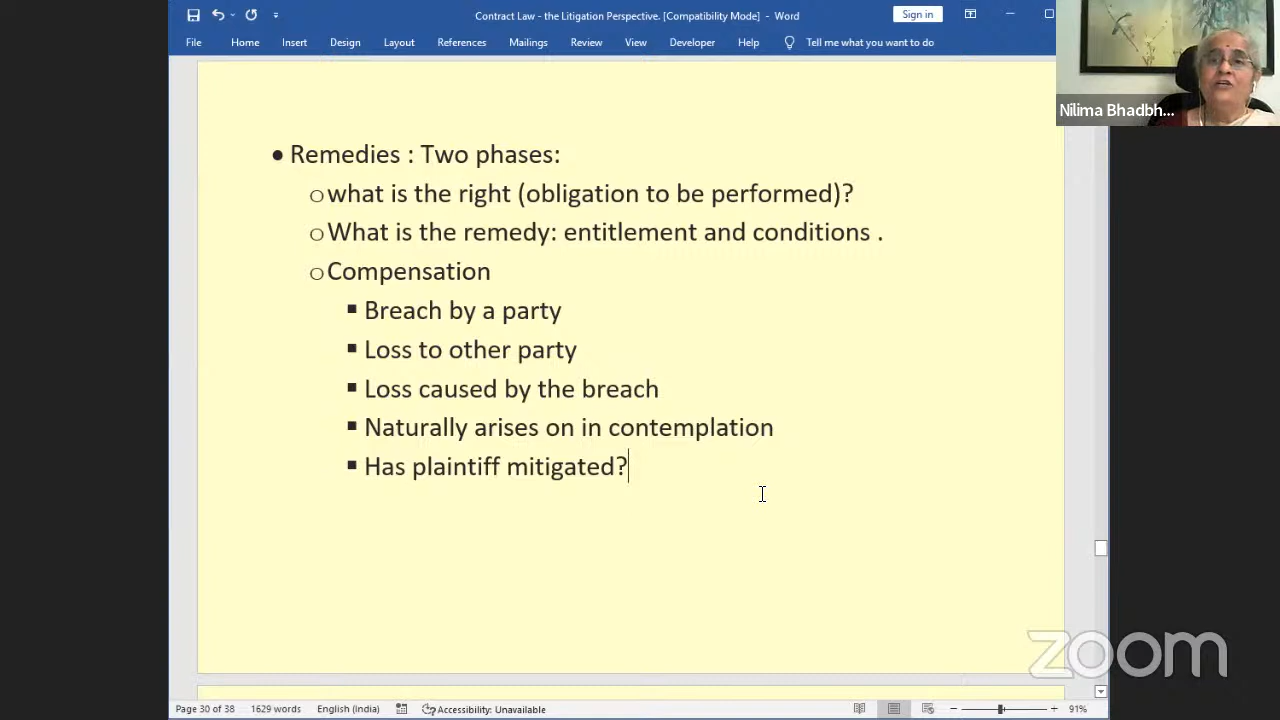 Contract Law - the Litigation Perspective. [Compatibility Mode] - Word
Sign in
File Home Insert Design Layout References Mailings Review View Developer Help Tell me what you want to do
Nilima Bhadbh...
• Remedies : Two phases:
o what is the right (obligation to be performed)?
o What is the remedy: entitlement and conditions .
o Compensation
▪ Breach by a party
▪ Loss to other party
▪ Loss caused by the breach
▪ Naturally arises on in contemplation
▪ Has plaintiff mitigated?
zoom
Page 30 of 38 1629 words English (India) Accessibility: Unavailable 91%